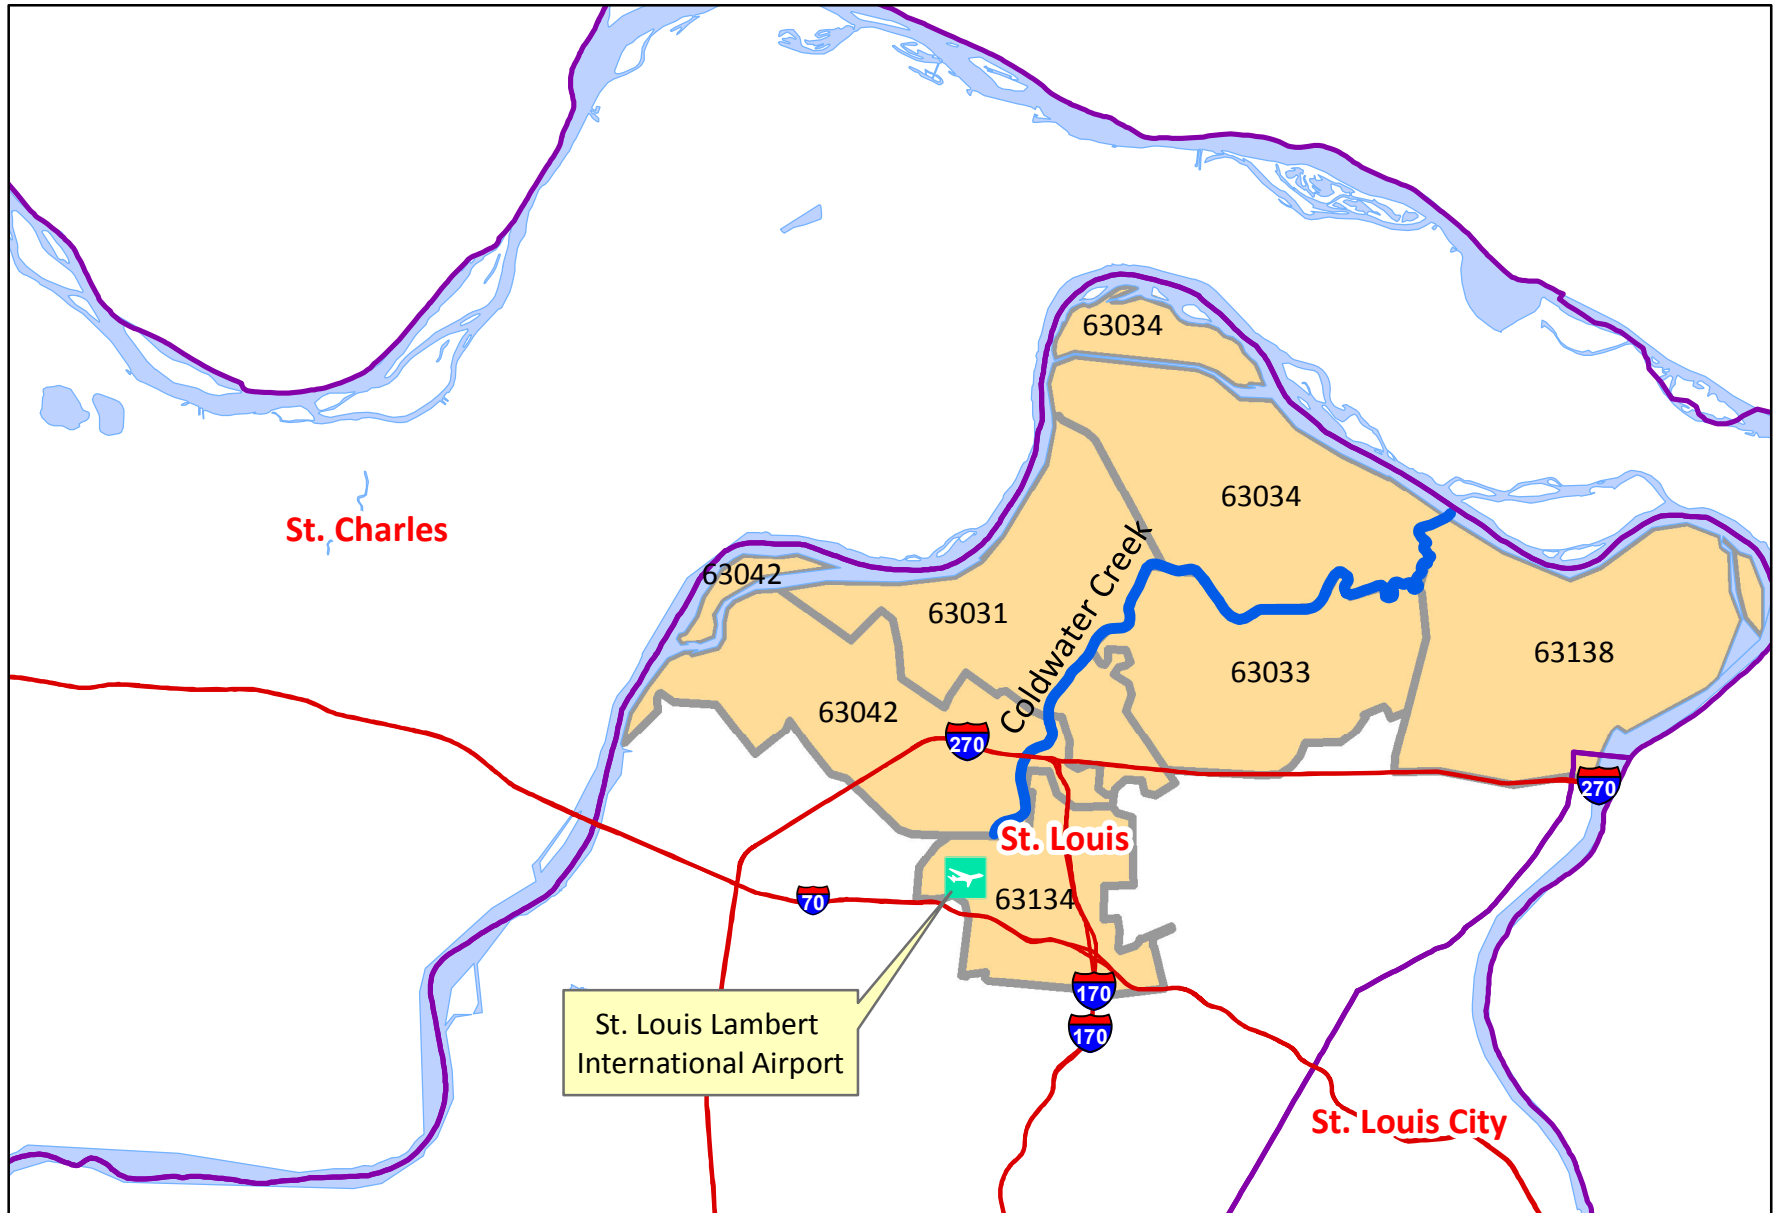 63034
63034
St. Charles
63042
63031
Coldwater Creek
63138
63033
63042
270
270
St. Louis
70
63134
170
St. Louis Lambert
International Airport
170
St. Louis City